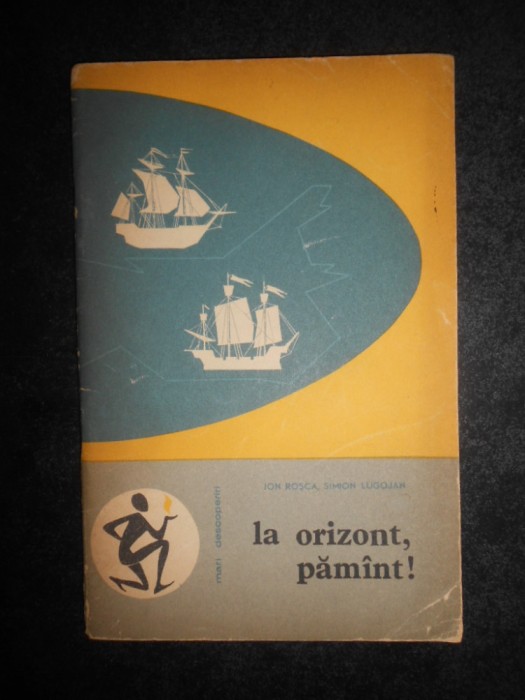 ION ROȘCA, SIMION LUGOJAN
mari descoperiri
la orizont,
pămînt!